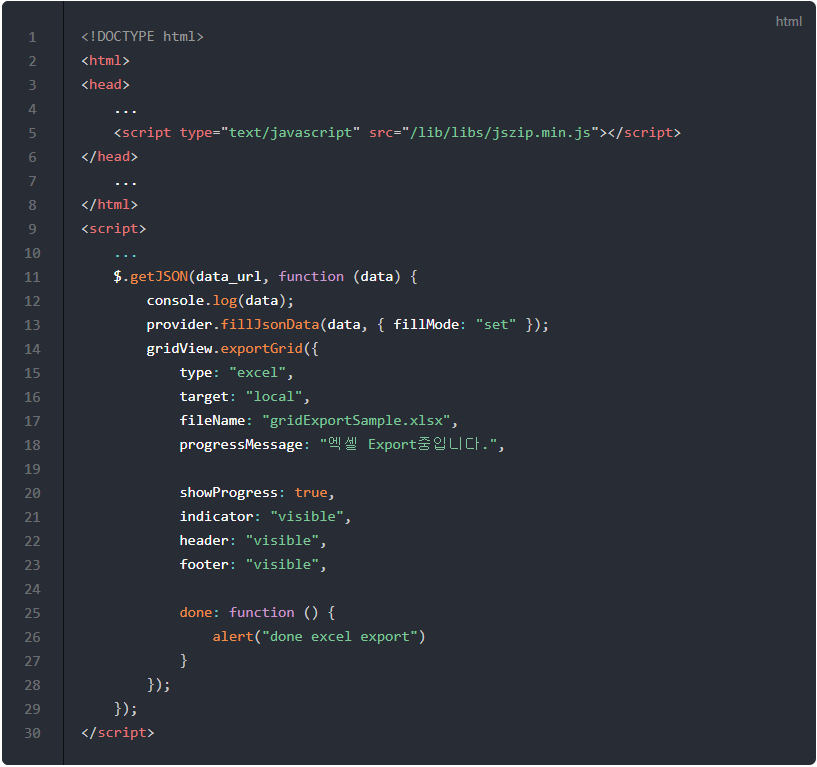 html
1 <!DOCTYPE html>
2 <html>
3 <head>
4     ...
5     <script type="text/javascript" src="/lib/libs/jszip.min.js"></script>
6 </head>
7     ...
8 </html>
9 <script>
10     ...
11     $.getJSON(data_url, function (data) {
12         console.log(data);
13         provider.fillJsonData(data, { fillMode: "set" });
14         gridView.exportGrid({
15             type: "excel",
16             target: "local",
17             fileName: "gridExportSample.xlsx",
18             progressMessage: "엑셀 Export중입니다.",
19
20             showProgress: true,
21             indicator: "visible",
22             header: "visible",
23             footer: "visible",
24
25             done: function () {
26                 alert("done excel export")
27             }
28         });
29     });
30 </script>